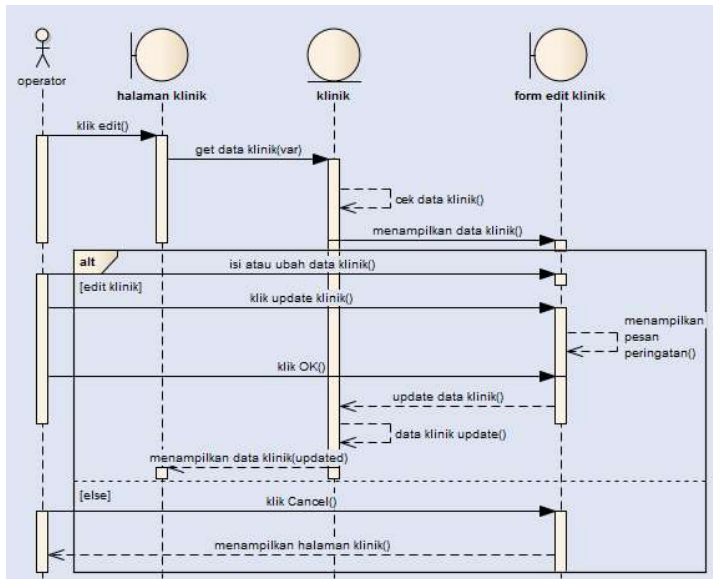 operator
halaman klinik
klinik
form edit klinik
klik edit()
get data klinik(var)
cek data klinik()
menampilkan data klinik()
alt
isi atau ubah data klinik()
[edit klinik]
klik update klinik()
menampilkan
pesan
peringatan()
klik OK()
update data klinik()
data klinik update()
menampilkan data klinik(updated)
[else]
klik Cancel()
menampilkan halaman klinik()